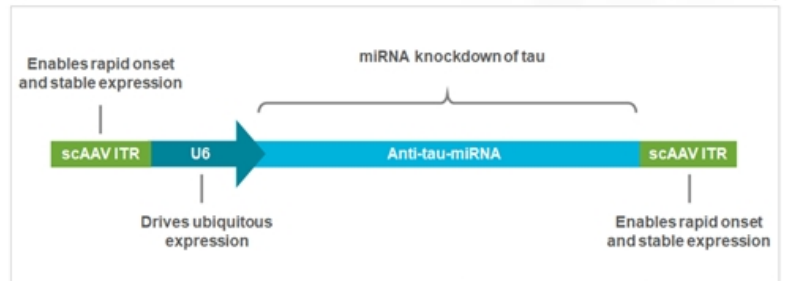 miRNA knockdown of tau
Enables rapid onset
and stable expression
scAAV ITR
U6
Anti-tau-miRNA
scAAV ITR
Drives ubiquitous
expression
Enables rapid onset
and stable expression